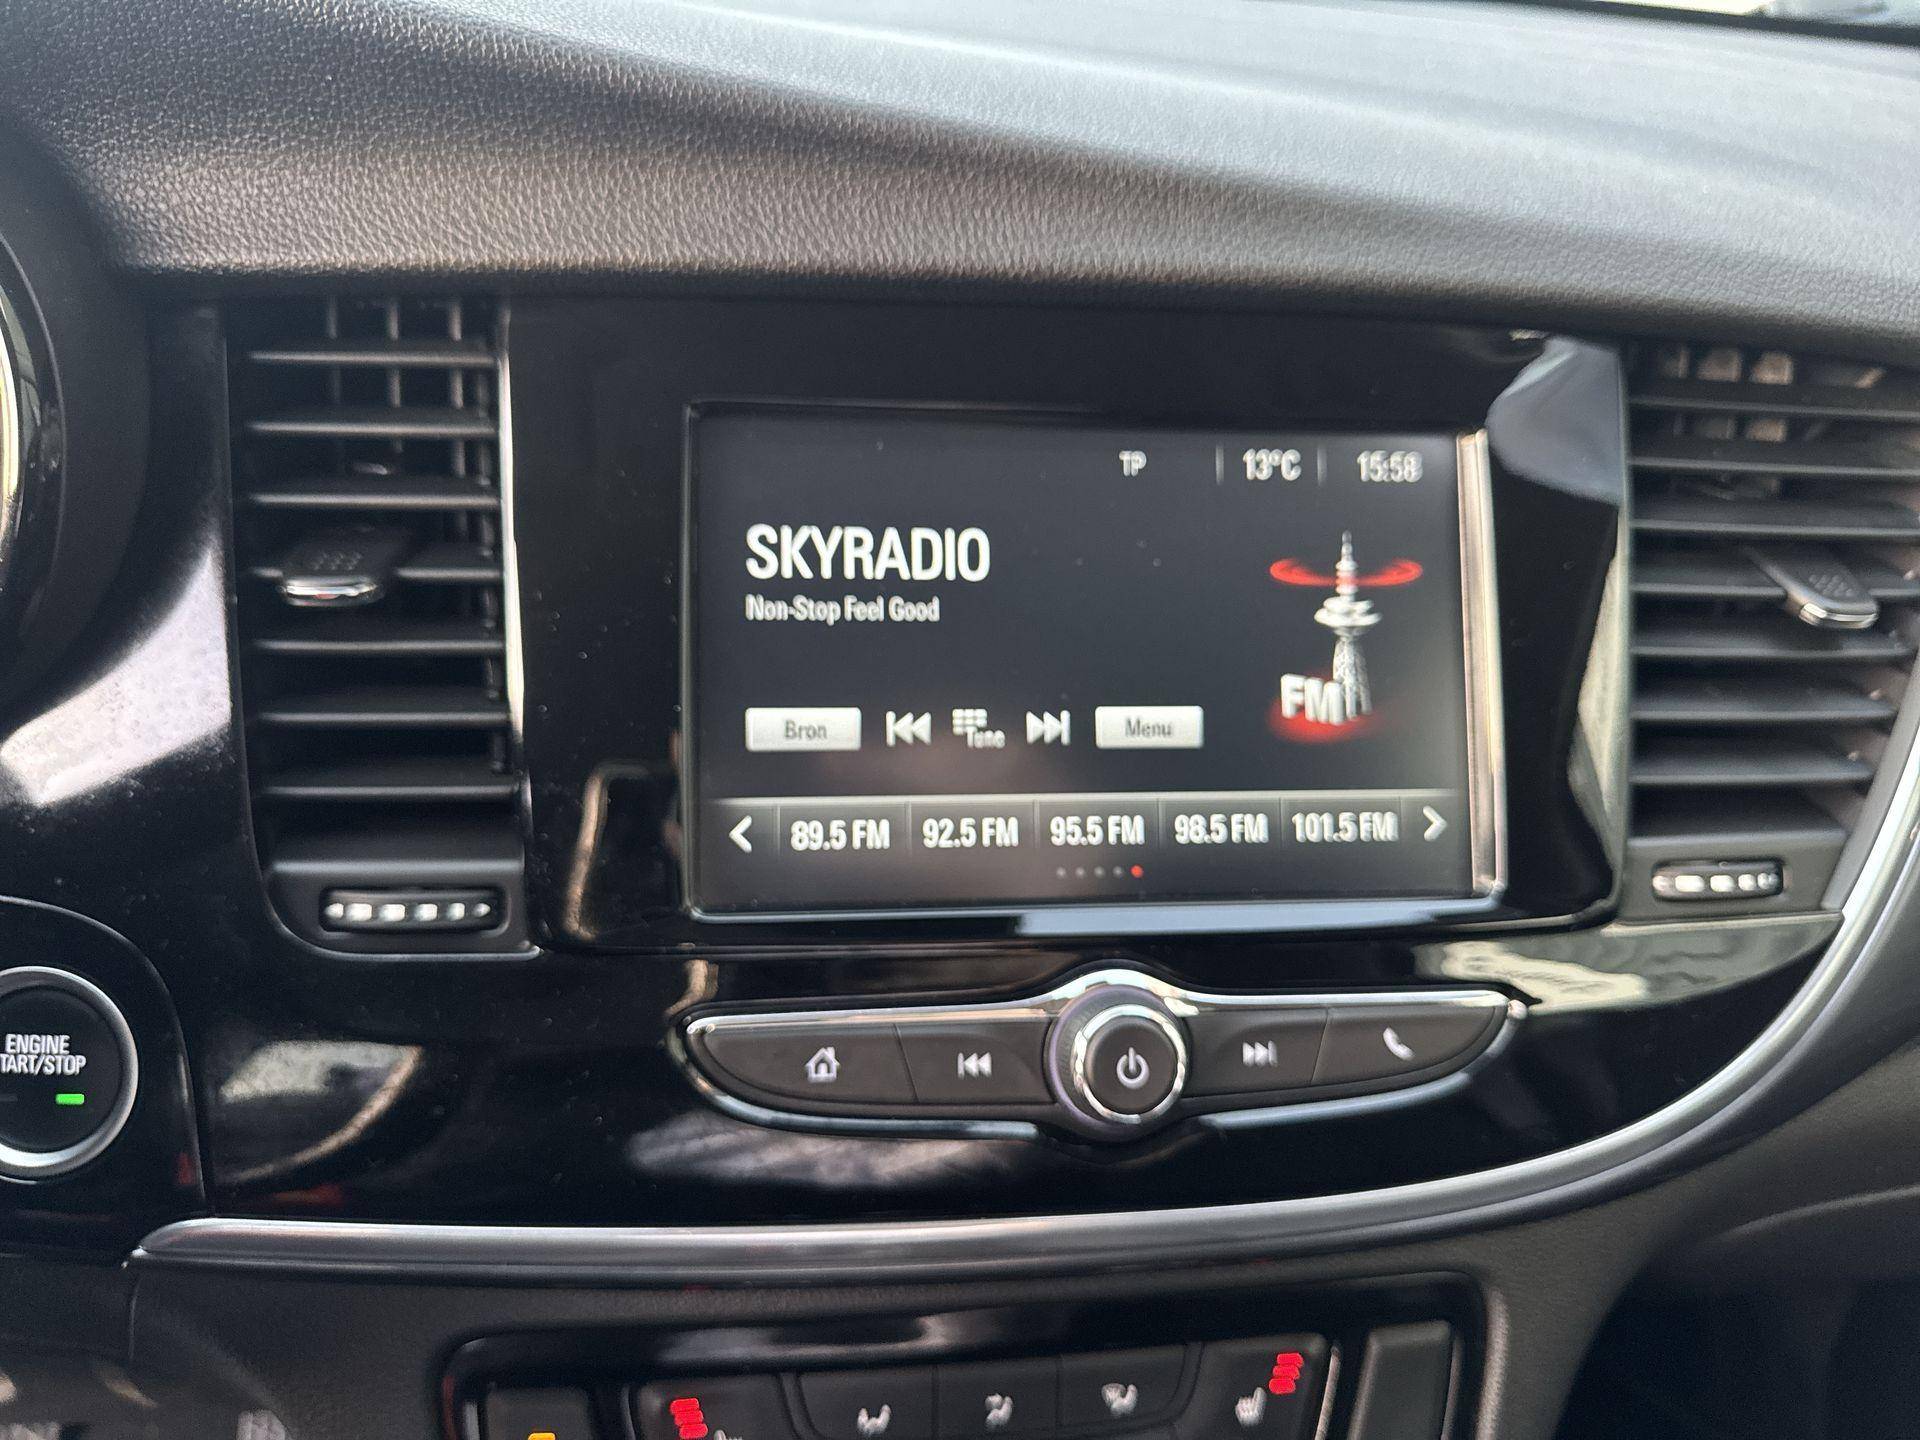 TP 13°C 15:58
SKYRADIO
Non-Stop Feel Good
FM
Bron Tune Menu
89.5 FM 92.5 FM 95.5 FM 98.5 FM 101.5 FM
ENGINE
TART/STOP